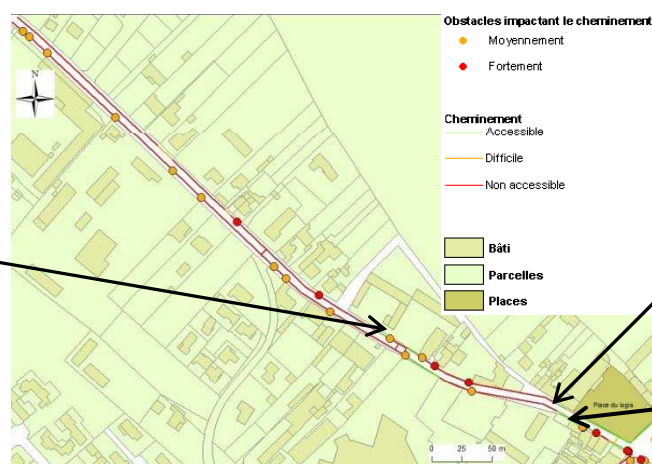 Obstacles impactant le cheminement
Moyennement
Fortement
Cheminement
Accessible
Difficile
Non accessible
Bâti
Parcelles
Places
N
Place du logis
0 25 50 m